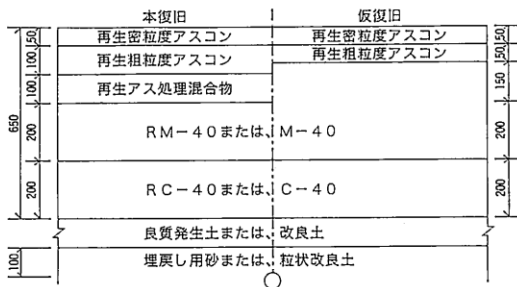 本復旧 仮復旧
50 再生密粒度アスコン 再生密粒度アスコン 50
100 再生粗粒度アスコン 再生粗粒度アスコン 50
100 再生アス処理混合物 150
650
200 RM-40または、M-40 200
200 RC-40または、C-40 200
良質発生土または、改良土
100 埋戻し用砂または、粒状改良土